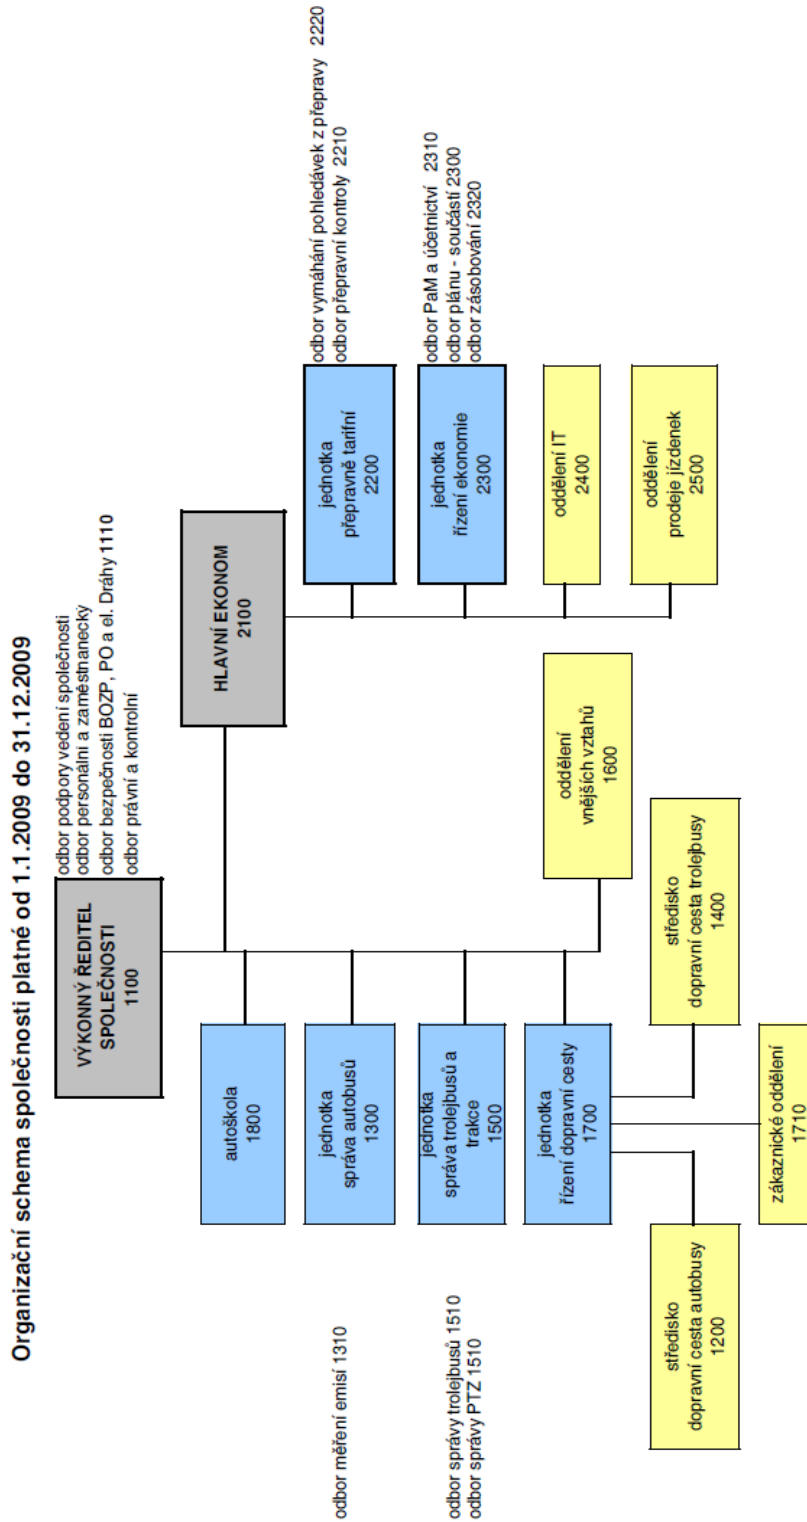 Organizační schema společnosti platné od 1.1.2009 do 31.12.2009
VÝKONNÝ ŘEDITEL
SPOLEČNOSTI
1100
odbor podpory vedení společnosti
odbor personální a zaměstnanecký
odbor bezpečnosti BOZP, PO a el. Dráhy 1110
odbor právní a kontrolní
HLAVNÍ EKONOM
2100
autoškola
1800
odbor měření emisí 1310
jednotka
správa autobusů
1300
jednotka
přepravně tarifní
2200
odbor vymáhání pohledávek z přepravy 2220
odbor přepravní kontroly 2210
odbor správy trolejbusů 1510
odbor správy PTZ 1510
jednotka
správa trolejbusů a
trakce
1500
jednotka
řízení ekonomie
2300
odbor PaM a účetnictví 2310
odbor plánu - součástí 2300
odbor zásobování 2320
jednotka
řízení dopravní cesty
1700
oddělení
vnějších vztahů
1600
oddělení IT
2400
oddělení
prodeje jízdenek
2500
středisko
dopravní cesta autobusy
1200
středisko
dopravní cesta trolejbusy
1400
zákaznické oddělení
1710